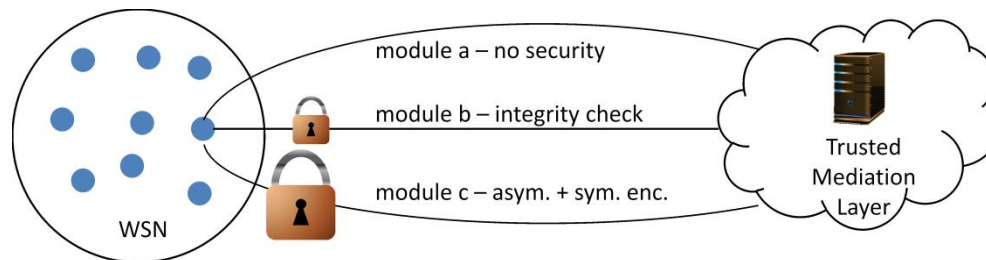 module a – no security
module b – integrity check
module c – asym. + sym. enc.
WSN
Trusted
Mediation
Layer